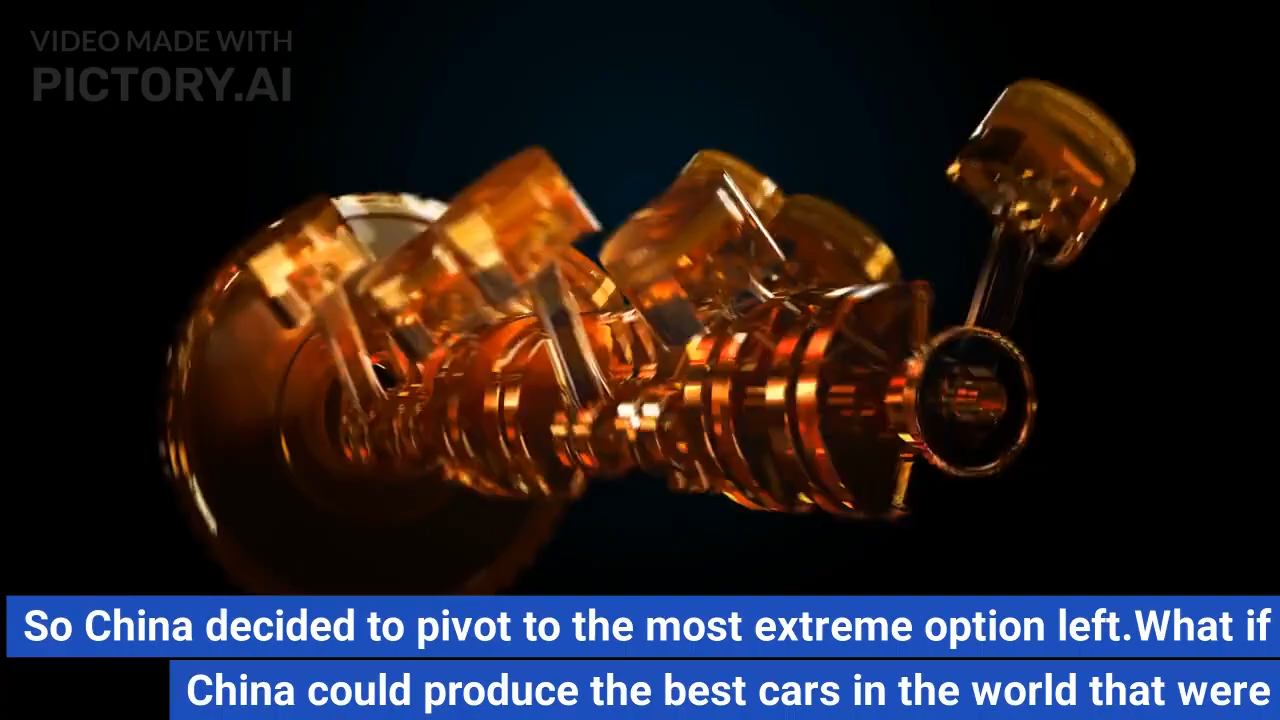 VIDEO MADE WITH
PICTORY.AI
So China decided to pivot to the most extreme option left.What if
China could produce the best cars in the world that were